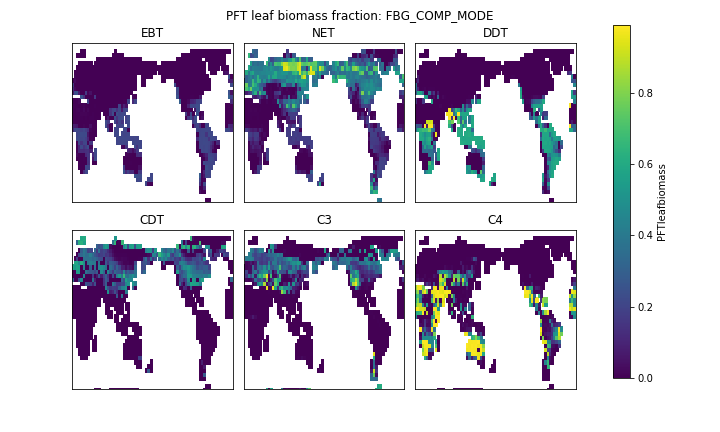 PFT leaf biomass fraction: FBG_COMP_MODE
EBT
NET
DDT
CDT
C3
C4
0.8
0.6
0.4
0.2
0.0
PFTleafbiomass